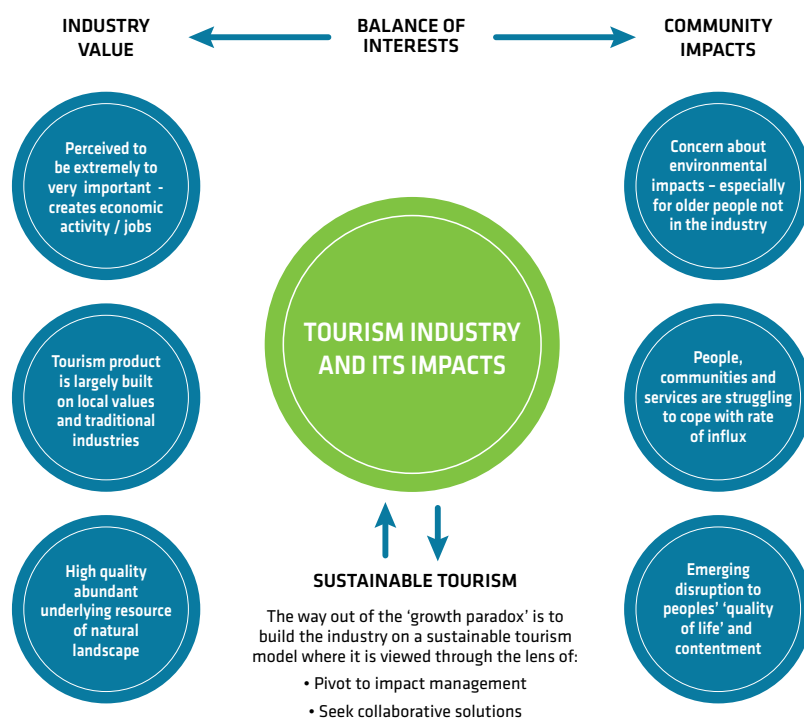 INDUSTRY
VALUE
BALANCE OF
INTERESTS
COMMUNITY
IMPACTS
Perceived to
be extremely to
very important -
creates economic
activity / jobs
Tourism product
is largely built
on local values
and traditional
industries
High quality
abundant
underlying resource
of natural
landscape
TOURISM INDUSTRY
AND ITS IMPACTS
SUSTAINABLE TOURISM
The way out of the ‘growth paradox’ is to
build the industry on a sustainable tourism
model where it is viewed through the lens of:
• Pivot to impact management
• Seek collaborative solutions
Concern about
environmental
impacts – especially
for older people not
in the industry
People,
communities and
services are struggling
to cope with rate
of influx
Emerging
disruption to
peoples’ ‘quality
of life’ and
contentment